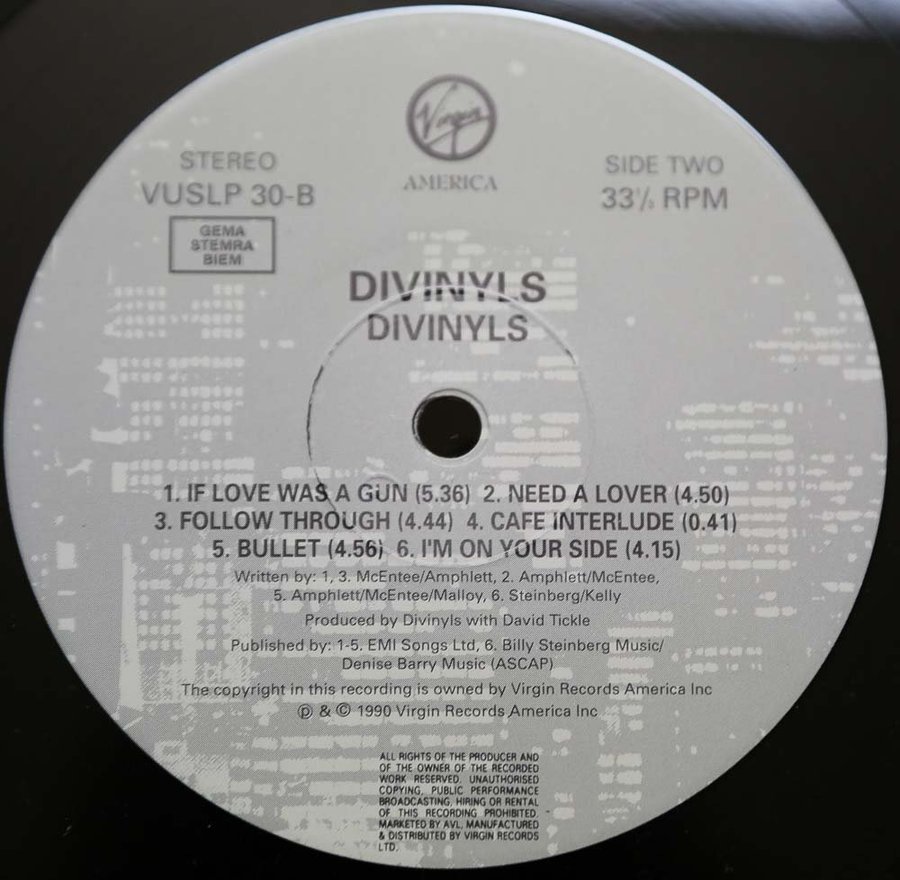 Virgin
AMERICA
STEREO
VUSLP 30-B
GEMA
STEMRA
BIEM
SIDE TWO
33⅓ RPM
DIVINYLS
DIVINYLS
1. IF LOVE WAS A GUN (5.36) 2. NEED A LOVER (4.50)
3. FOLLOW THROUGH (4.44) 4. CAFE INTERLUDE (0.41)
5. BULLET (4.56) 6. I'M ON YOUR SIDE (4.15)
Written by: 1, 3. McEntee/Amphlett, 2. Amphlett/McEntee,
5. Amphlett/McEntee/Malloy, 6. Steinberg/Kelly
Produced by Divinyls with David Tickle
Published by: 1-5. EMI Songs Ltd, 6. Billy Steinberg Music/
Denise Barry Music (ASCAP)
The copyright in this recording is owned by Virgin Records America Inc
℗ & © 1990 Virgin Records America Inc
ALL RIGHTS OF THE PRODUCER AND
OF THE OWNER OF THE RECORDED
WORK RESERVED. UNAUTHORISED
COPYING, PUBLIC PERFORMANCE
BROADCASTING, HIRING OR RENTAL
OF THIS RECORDING PROHIBITED.
MARKETED BY AVL, MANUFACTURED
& DISTRIBUTED BY VIRGIN RECORDS
LTD.